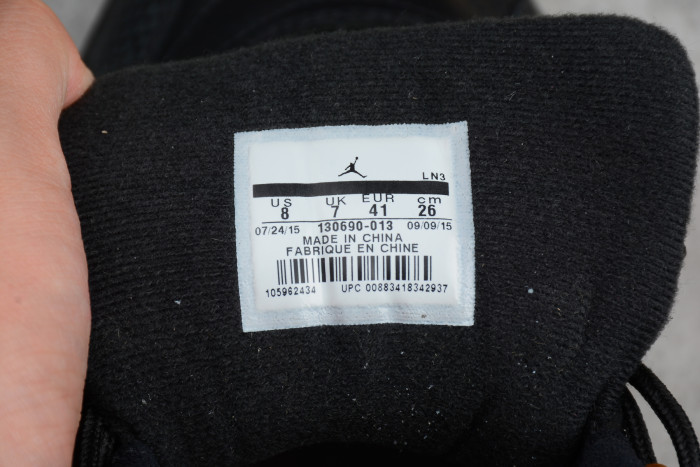 LN3
US UK EUR cm
8 7 41 26
07/24/15 130690-013 09/09/15
MADE IN CHINA
FABRIQUE EN CHINE
105962434 UPC 00883418342937